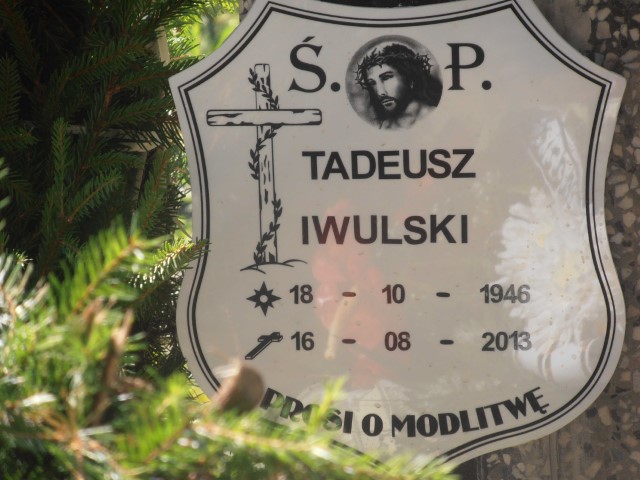 Ś. P.
TADEUSZ
IWULSKI
18 - 10 - 1946
16 - 08 - 2013
PROSI O MODLITWĘ